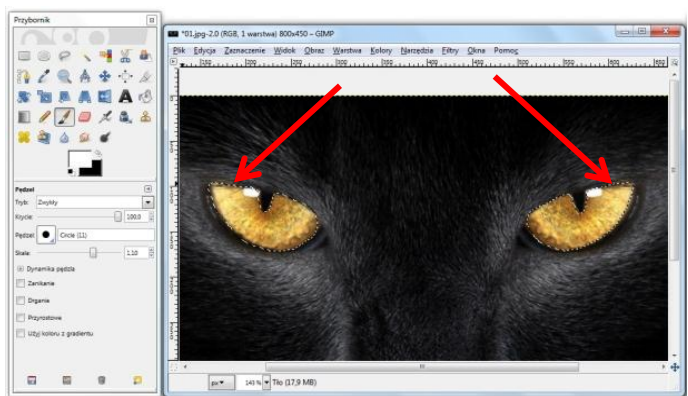 Przybornik
Pędzel
Tryb: Zwykły
Krycie: 100,0
Pędzel: Circle (11)
Skala: 1,10
Dynamika pędzla
Zanikanie
Drgania
Przyrostowe
Użyj koloru z gradientu
*01.jpg-2.0 (RGB, 1 warstwa) 800x450 – GIMP
Plik Edycja Zaznaczenie Widok Obraz Warstwa Kolory Narzędzia Filtry Okna Pomoc
px 140 % Tło (17,9 MB)